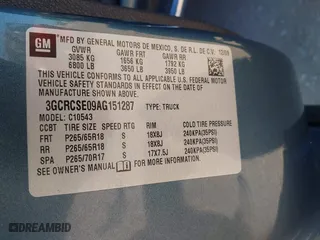 GM
MFD BY GENERAL MOTORS DE MEXICO, S. DE R.L. DE C.V.
GVWR GAWR FRT GAWR RR
3085 KG 1656 KG 1792 KG
6800 LB 3650 LB 3950 LB
THIS VEHICLE CONFORMS TO ALL APPLICABLE U.S. FEDERAL MOTOR
VEHICLE SAFETY STANDARDS IN EFFECT ON THE DATE OF
MANUFACTURE SHOWN ABOVE.
3GCRCSE09AG151287 TYPE: TRUCK
MODEL: C10543
CCBT TIRE SIZE SPEED RTG RIM COLD TIRE PRESSURE
FRT P265/65R18 S 18X8J 240KPA(35PSI)
RR P265/65R18 S 18X8J 240KPA(35PSI)
SPA P265/70R17 S 17X7.5J 240KPA(35PSI)
SEE OWNER'S MANUAL FOR
© DREAMBID